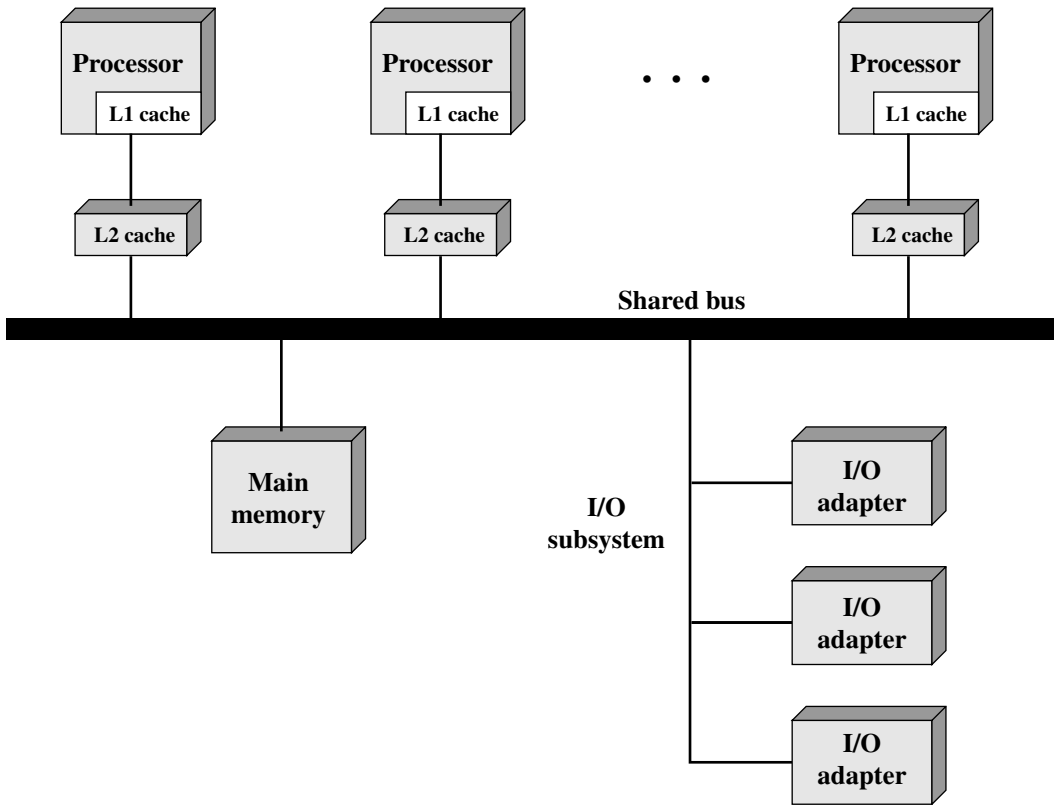 Processor
L1 cache
L2 cache
Processor
L1 cache
L2 cache
. . .
Processor
L1 cache
L2 cache
Shared bus
Main
memory
I/O
subsystem
I/O
adapter
I/O
adapter
I/O
adapter